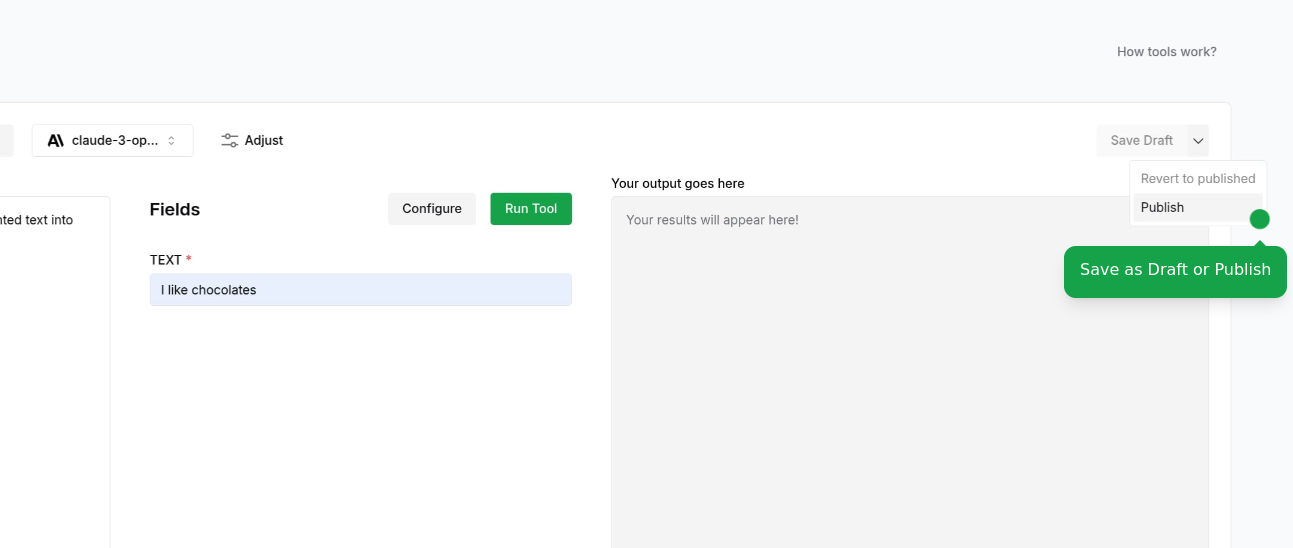 How tools work?
claude-3-op...
Adjust
Save Draft
Revert to published
Publish
Save as Draft or Publish
text into
Fields
Configure
Run Tool
TEXT *
I like chocolates
Your output goes here
Your results will appear here!